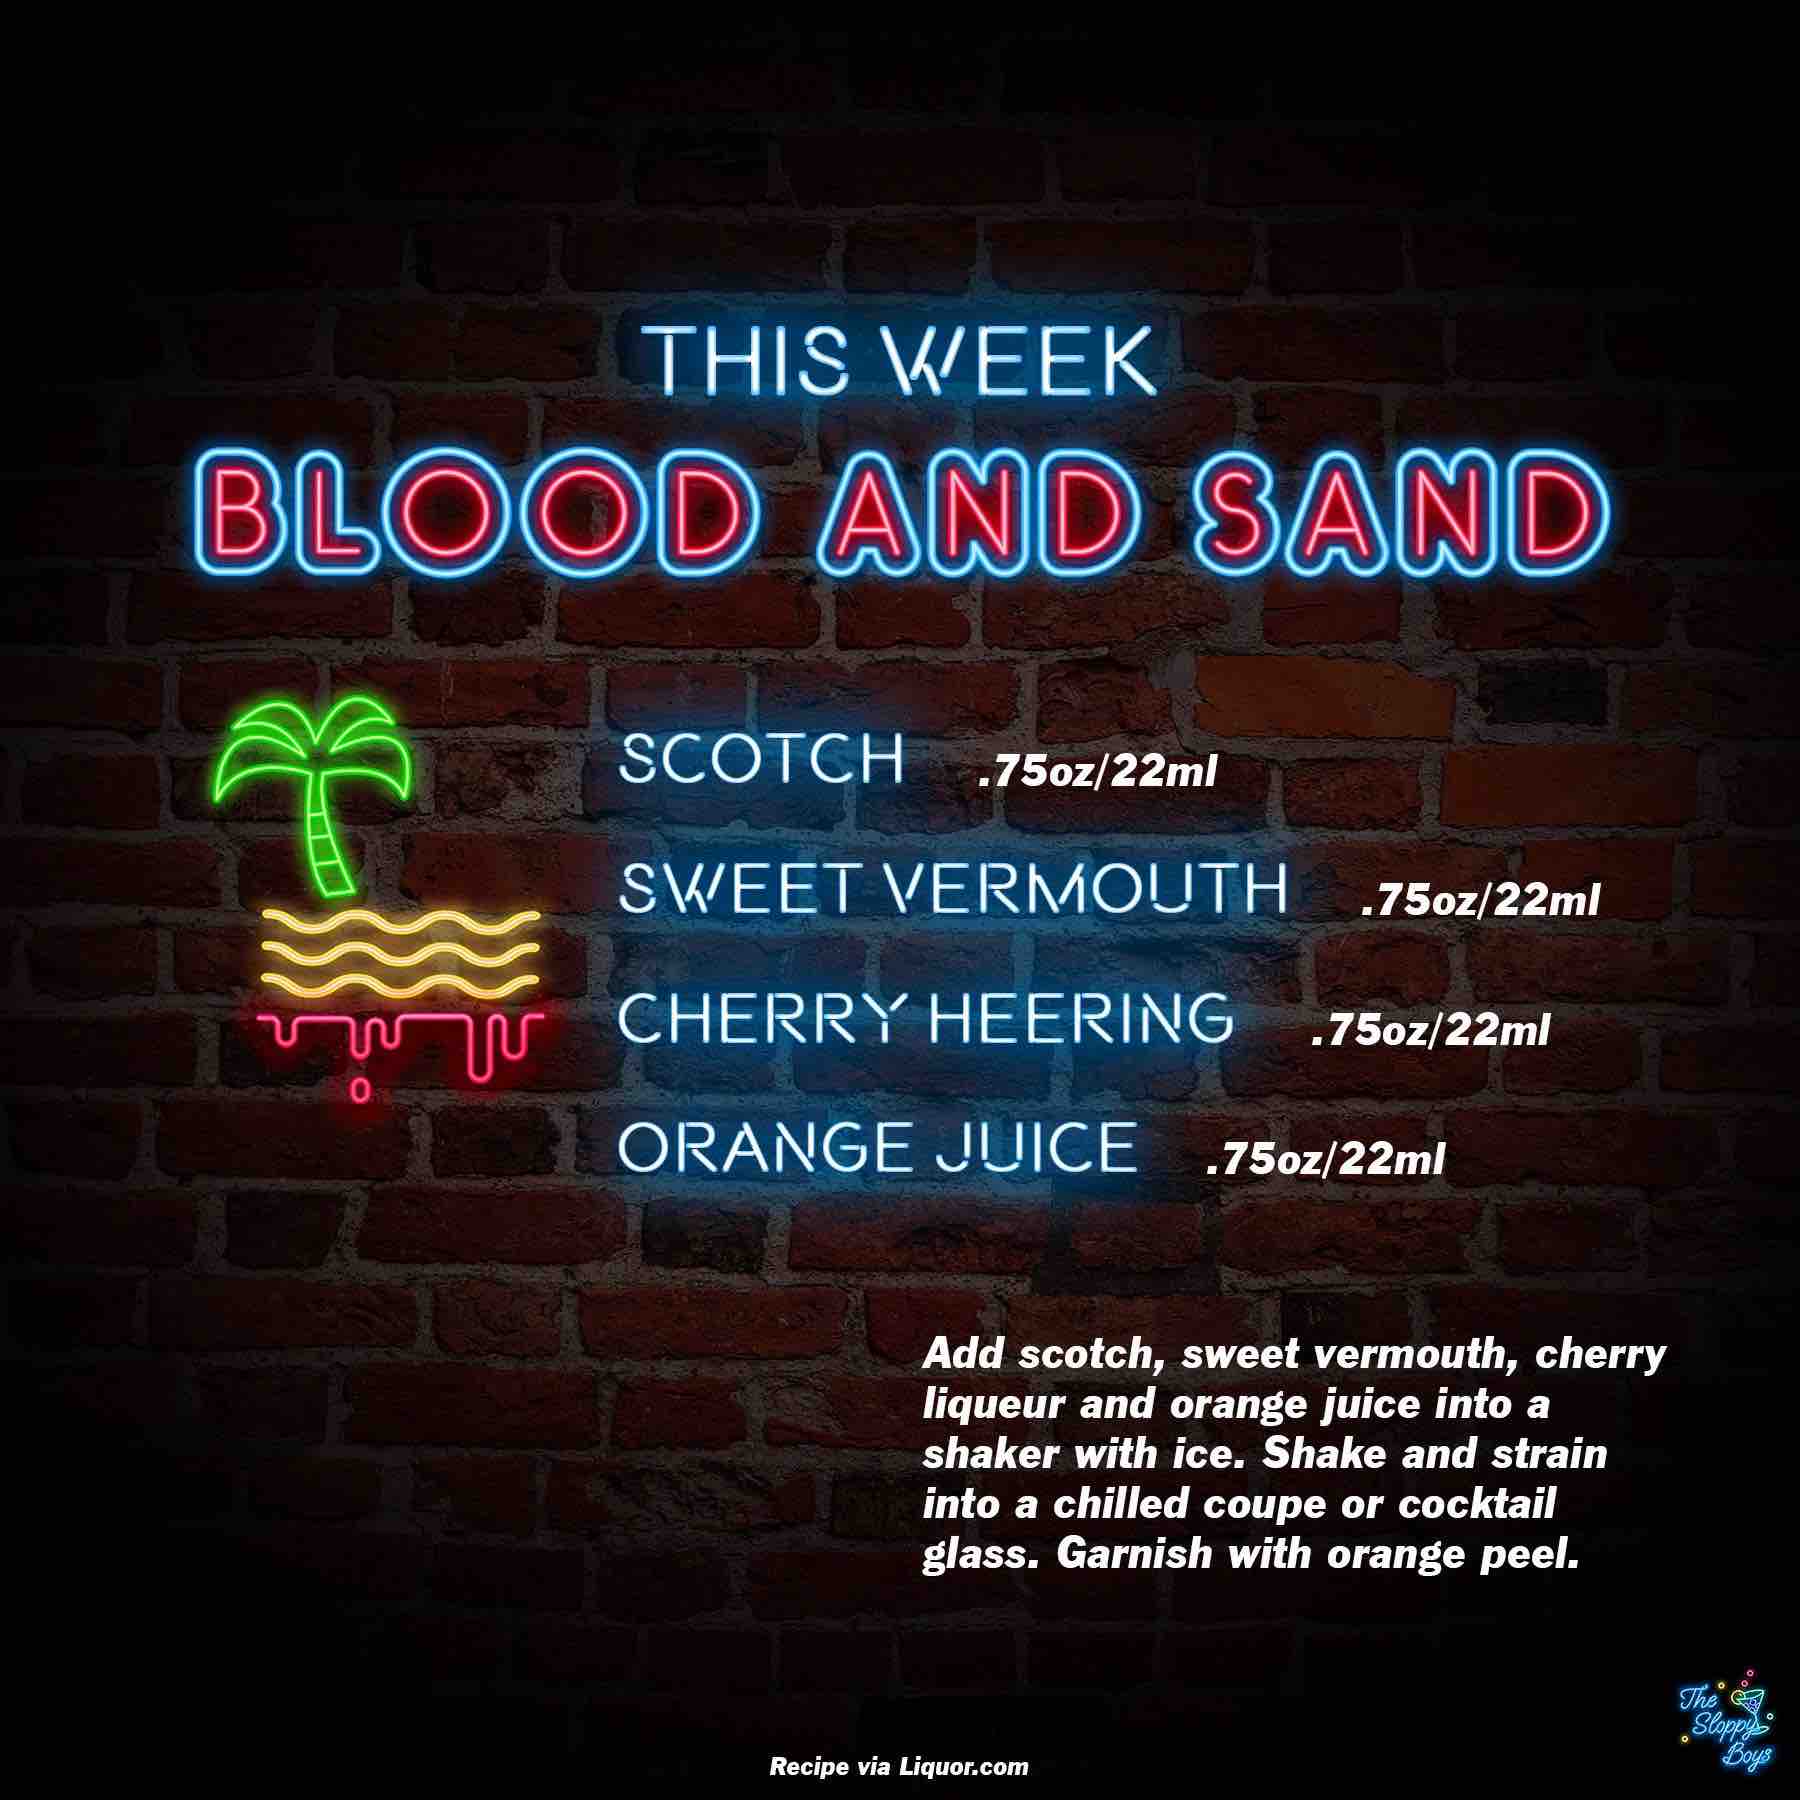 THIS WEEK
BLOOD AND SAND
SCOTCH .75oz/22ml
SWEET VERMOUTH .75oz/22ml
CHERRY HEERING .75oz/22ml
ORANGE JUICE .75oz/22ml
Add scotch, sweet vermouth, cherry
liqueur and orange juice into a
shaker with ice. Shake and strain
into a chilled coupe or cocktail
glass. Garnish with orange peel.
The
Sloppy
Boys
Recipe via Liquor.com